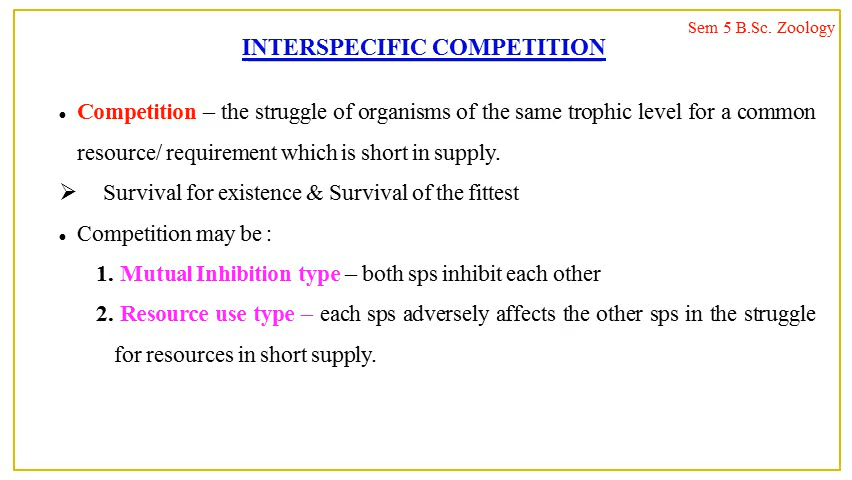 Sem 5 B.Sc. Zoology
INTERSPECIFIC COMPETITION
• Competition – the struggle of organisms of the same trophic level for a common
resource/ requirement which is short in supply.
➢ Survival for existence & Survival of the fittest
• Competition may be :
1. Mutual Inhibition type – both sps inhibit each other
2. Resource use type – each sps adversely affects the other sps in the struggle
for resources in short supply.